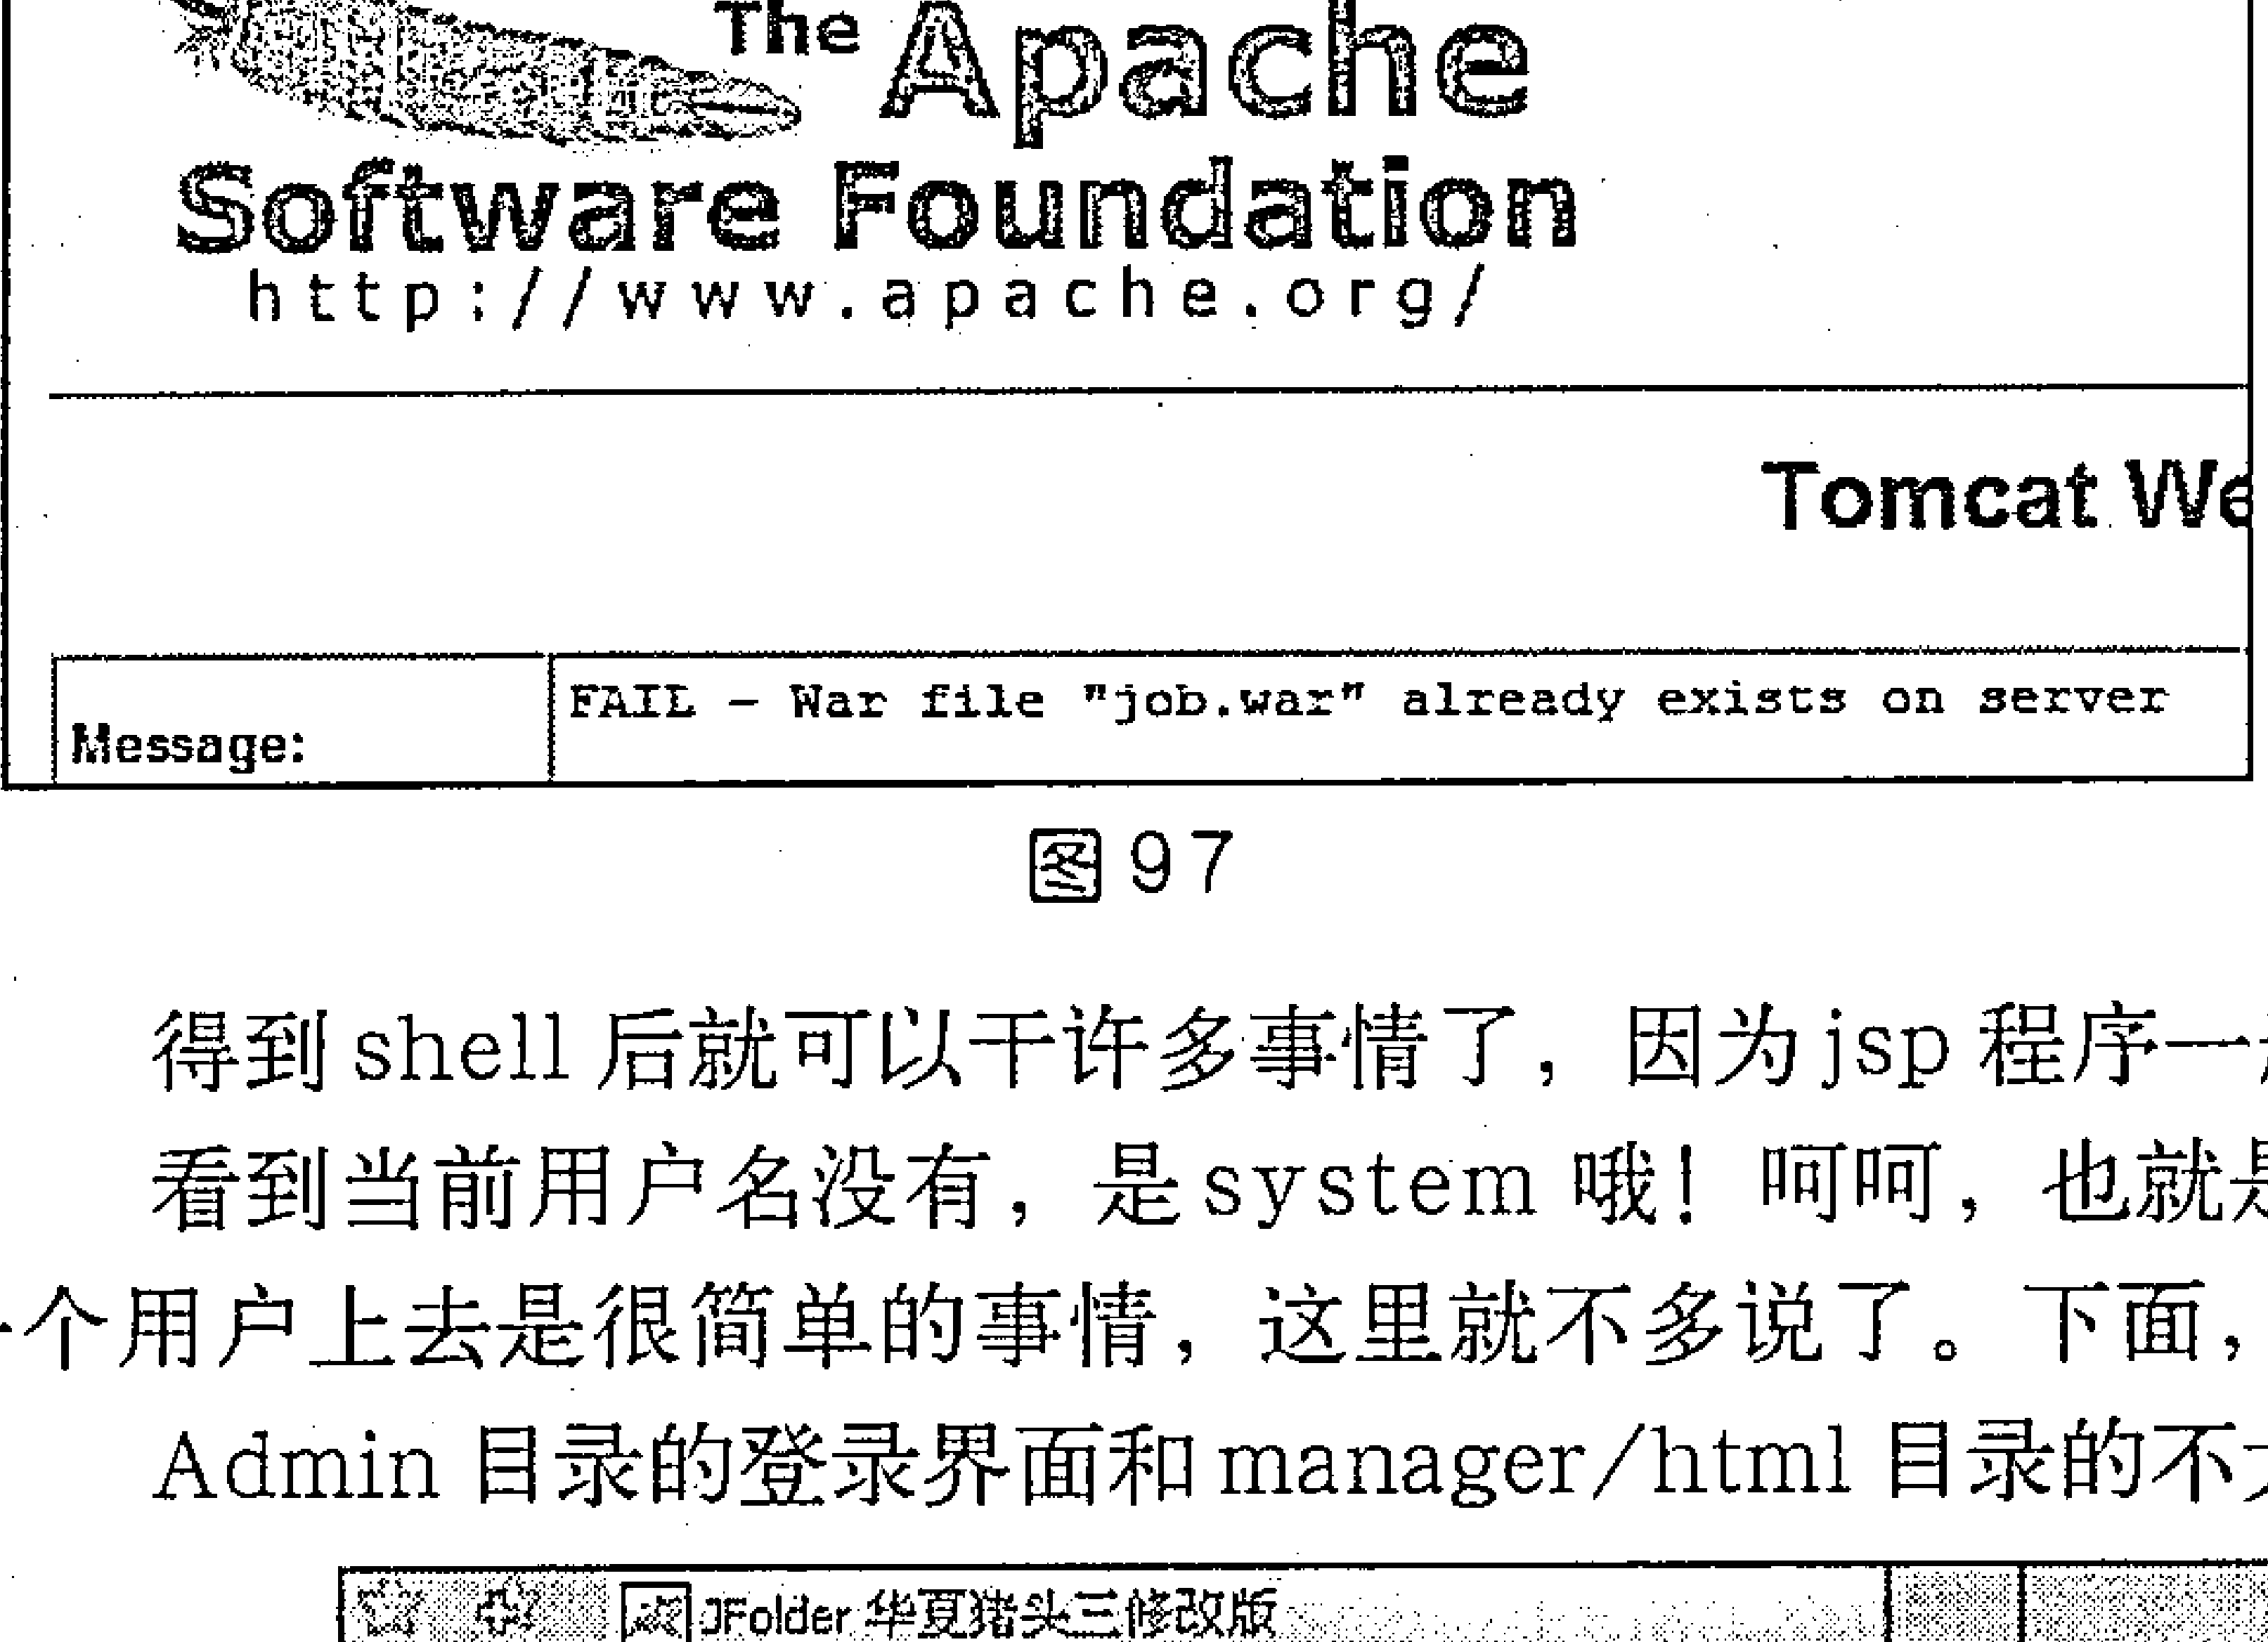 The Apache
Software Foundation
http://www.apache.org/
Tomcat We
FAIL - War file "job.war" already exists on server
Message:
图97
得到shell后就可以干许多事情了，因为jsp程序一
看到当前用户名没有，是system哦！呵呵，也就是
个用户上去是很简单的事情，这里就不多说了。下面，
Admin目录的登录界面和manager/html目录的不
JFolder 华夏猪头三修改版